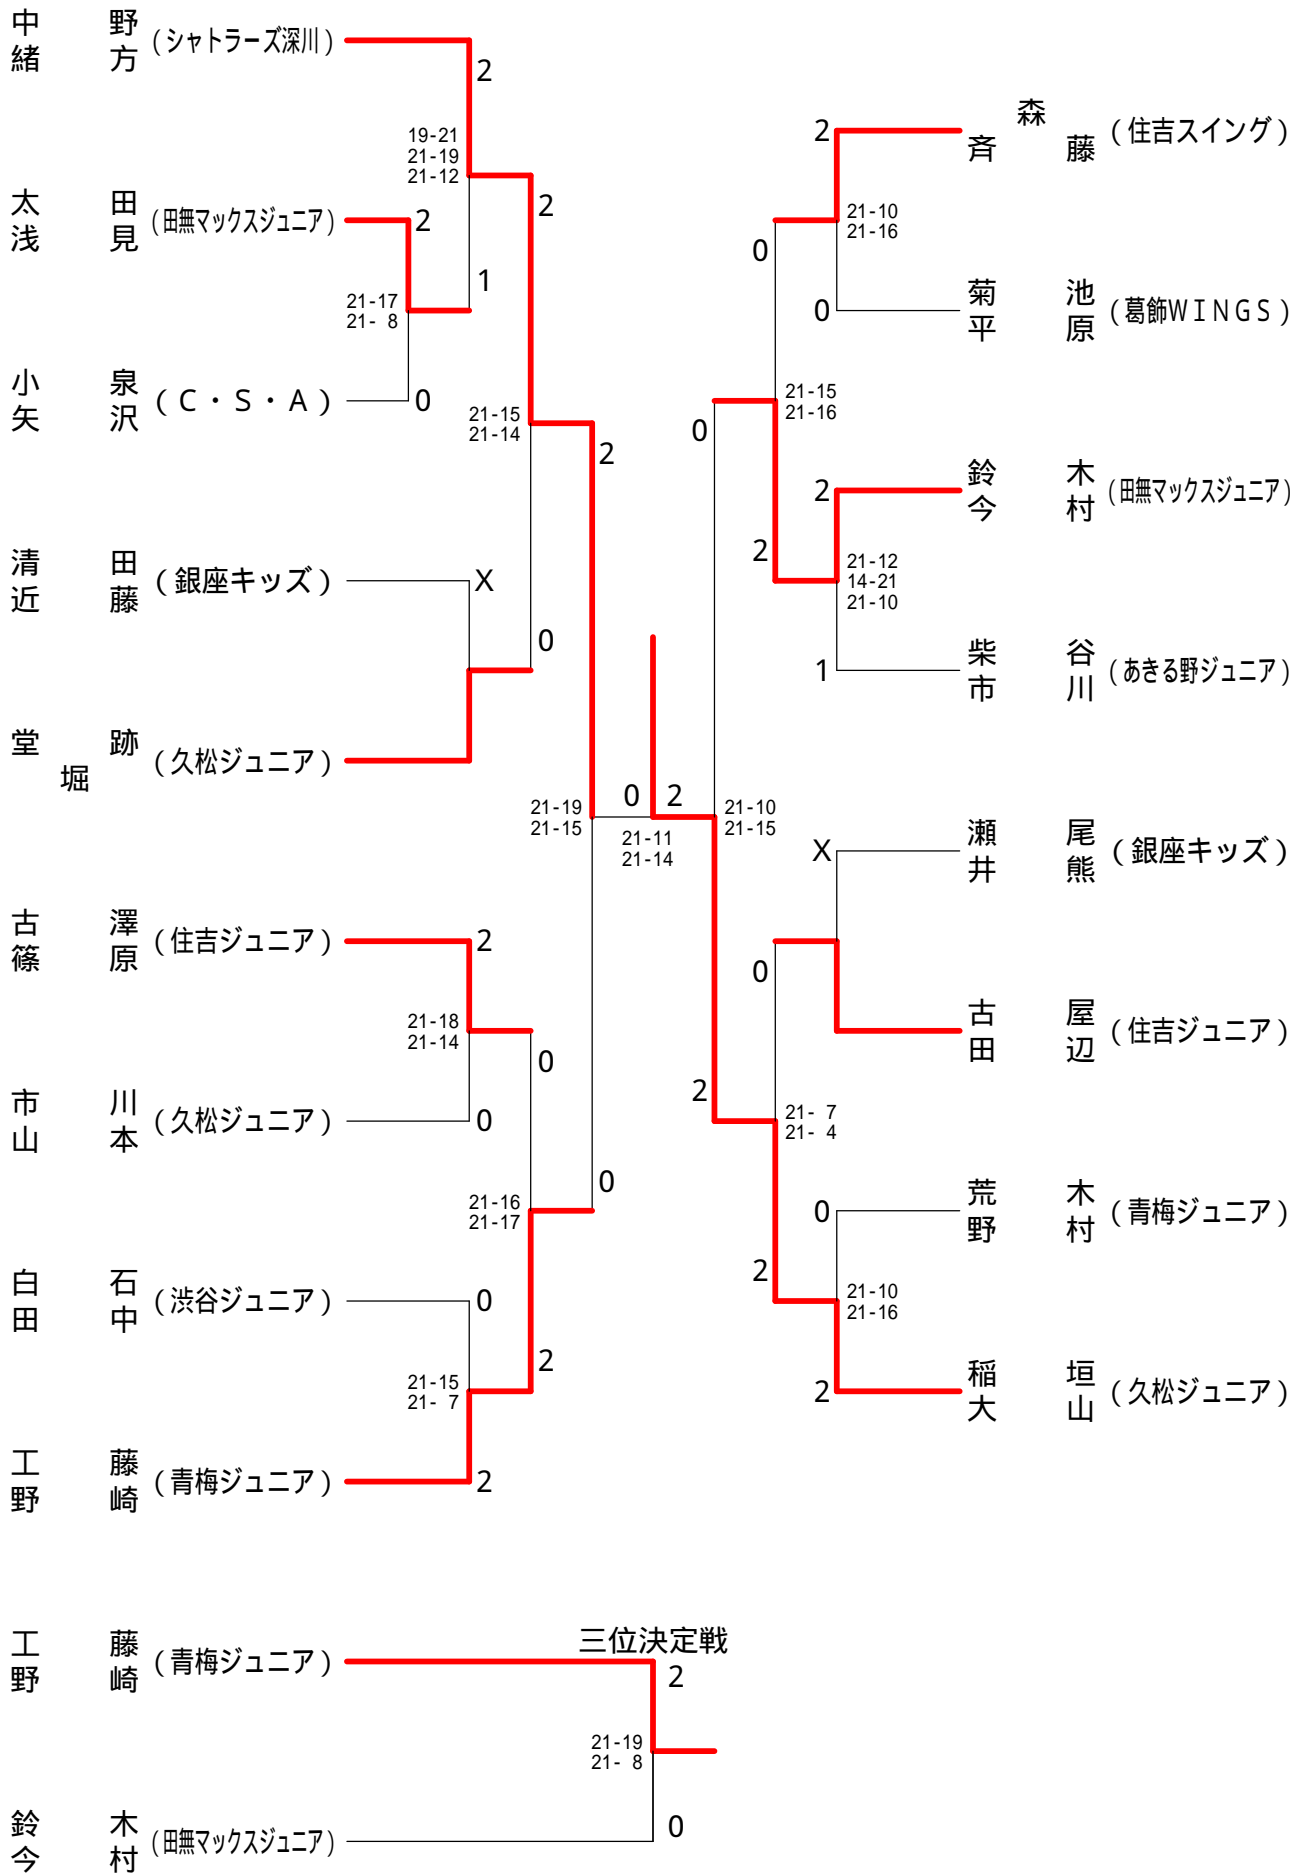 中 野
緒 方 (シャトラーズ深川)
2
19-21
21-19
21-12
2
太 田
浅 見 (田無マックスジュニア)
2
1
21-17
21- 8
小 泉
矢 沢 (C・S・A)
0
21-15
21-14
2
清 田
近 藤 (銀座キッズ)
X
0
堂 跡
堀 (久松ジュニア)
21-19
21-15
0 2
21-11
21-14
古 澤
篠 原 (住吉ジュニア)
2
21-18
21-14
0
市 川
山 本 (久松ジュニア)
0
21-16
21-17
0
白 石
田 中 (渋谷ジュニア)
0
2
21-15
21- 7
工 藤
野 崎 (青梅ジュニア)
2
2
森
斉 藤 (住吉スイング)
21-10
21-16
0
0
菊 池
平 原 (葛飾WINGS)
21-15
21-16
0
2
鈴 木
今 村 (田無マックスジュニア)
2
21-12
14-21
21-10
1
柴 谷
市 川 (あきる野ジュニア)
21-10
21-15
X
瀬 尾
井 熊 (銀座キッズ)
0
古 屋
田 辺 (住吉ジュニア)
2
21- 7
21- 4
0
荒 木
野 村 (青梅ジュニア)
2
21-10
21-16
2
稲 垣
大 山 (久松ジュニア)
三位決定戦
工 藤
野 崎 (青梅ジュニア)
2
21-19
21- 8
鈴 木
今 村 (田無マックスジュニア)
0